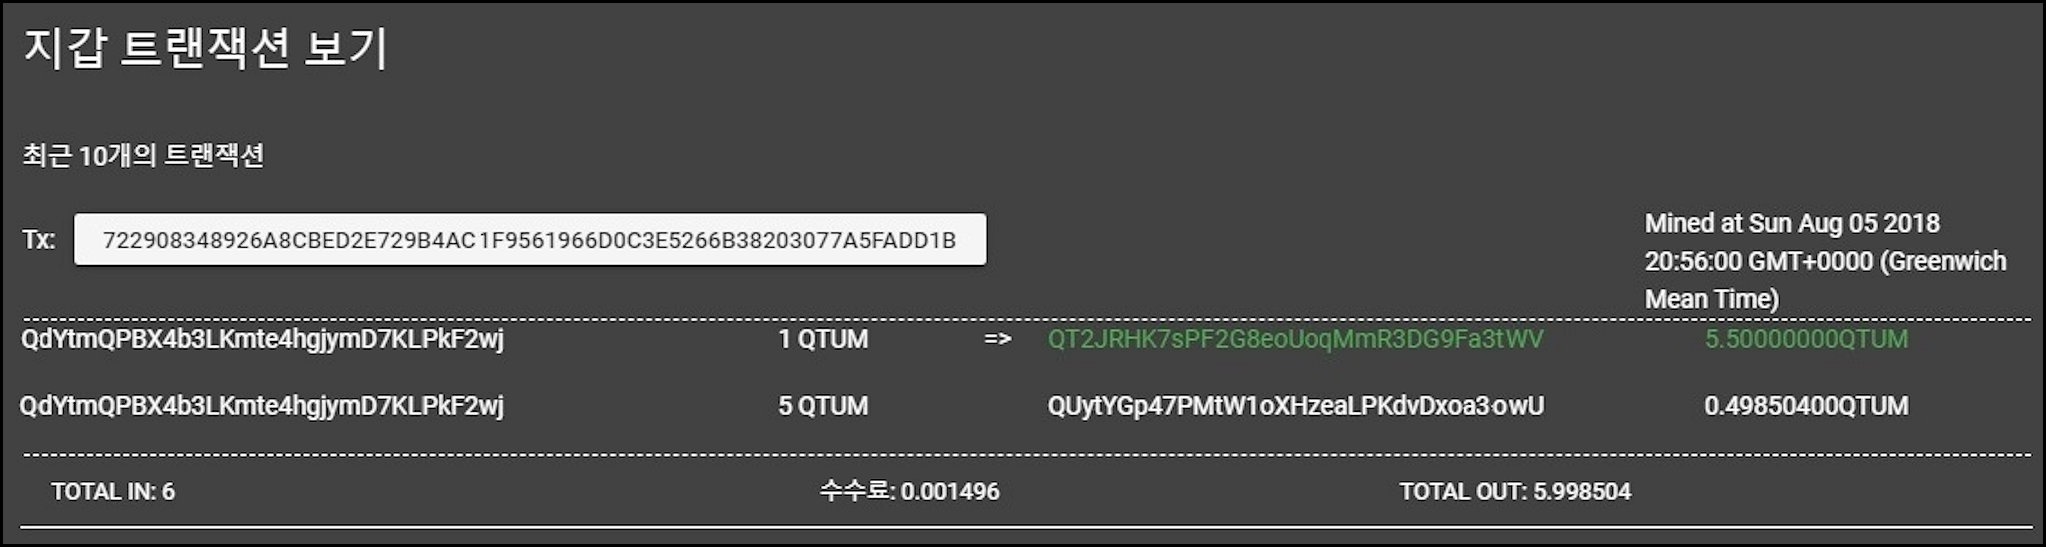 지갑 트랜잭션 보기
최근 10개의 트랜잭션
Tx: 722908348926A8CBED2E729B4AC1F9561966D0C3E5266B38203077A5FADD1B
Mined at Sun Aug 05 2018
20:56:00 GMT+0000 (Greenwich
Mean Time)
QdYtmQPBX4b3LKmte4hgjymD7KLPkF2wj 1 QTUM => QT2JRHK7sPF2G8eoUoqMmR3DG9Fa3tWV 5.50000000QTUM
QdYtmQPBX4b3LKmte4hgjymD7KLPkF2wj 5 QTUM QUytYGp47PMtW1oXHzeaLPKdvDxoa3owU 0.49850400QTUM
TOTAL IN: 6 수수료: 0.001496 TOTAL OUT: 5.998504